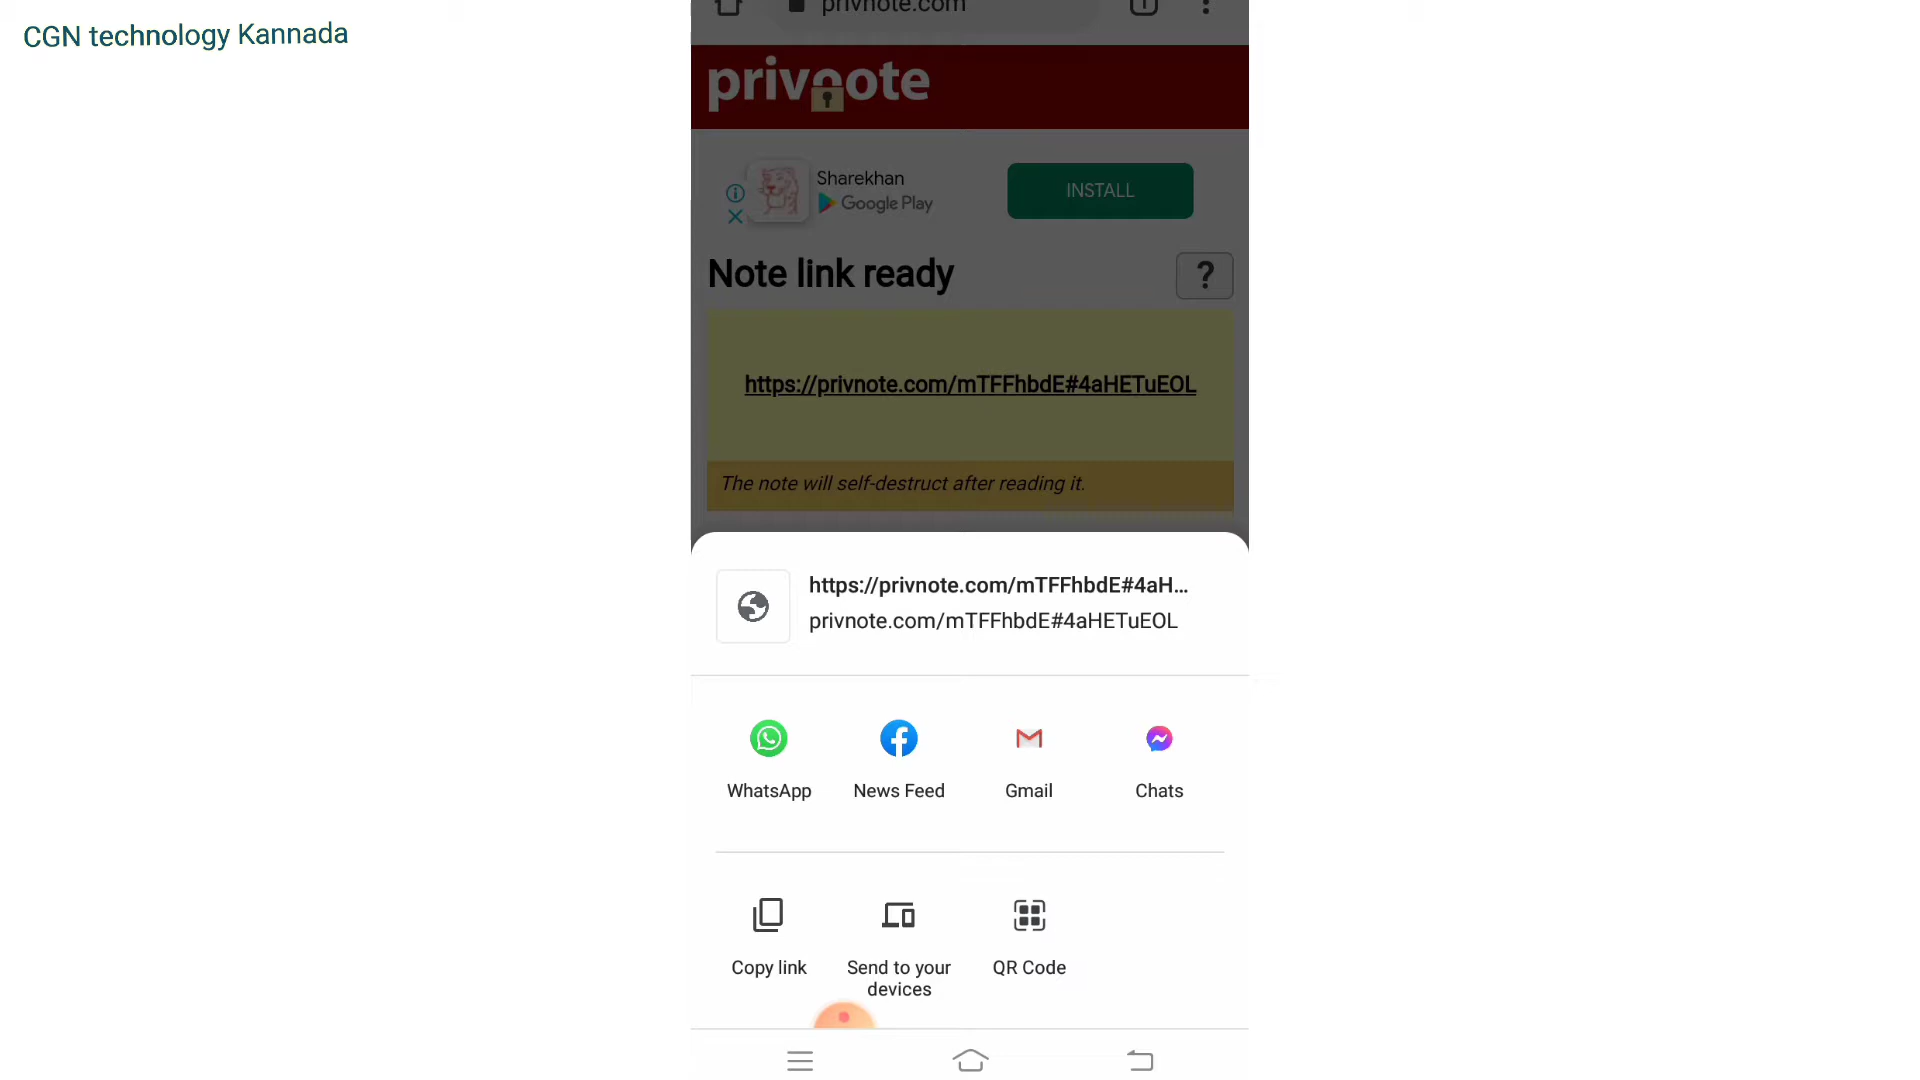 CGN technology Kannada
privnote.com
privnote
Sharekhan
Google Play
INSTALL
Note link ready
?
https://privnote.com/mTFFhbdE#4aHETuEOL
The note will self-destruct after reading it.
https://privnote.com/mTFFhbdE#4aH...
privnote.com/mTFFhbdE#4aHETuEOL
WhatsApp
News Feed
Gmail
Chats
Copy link
Send to your
devices
QR Code